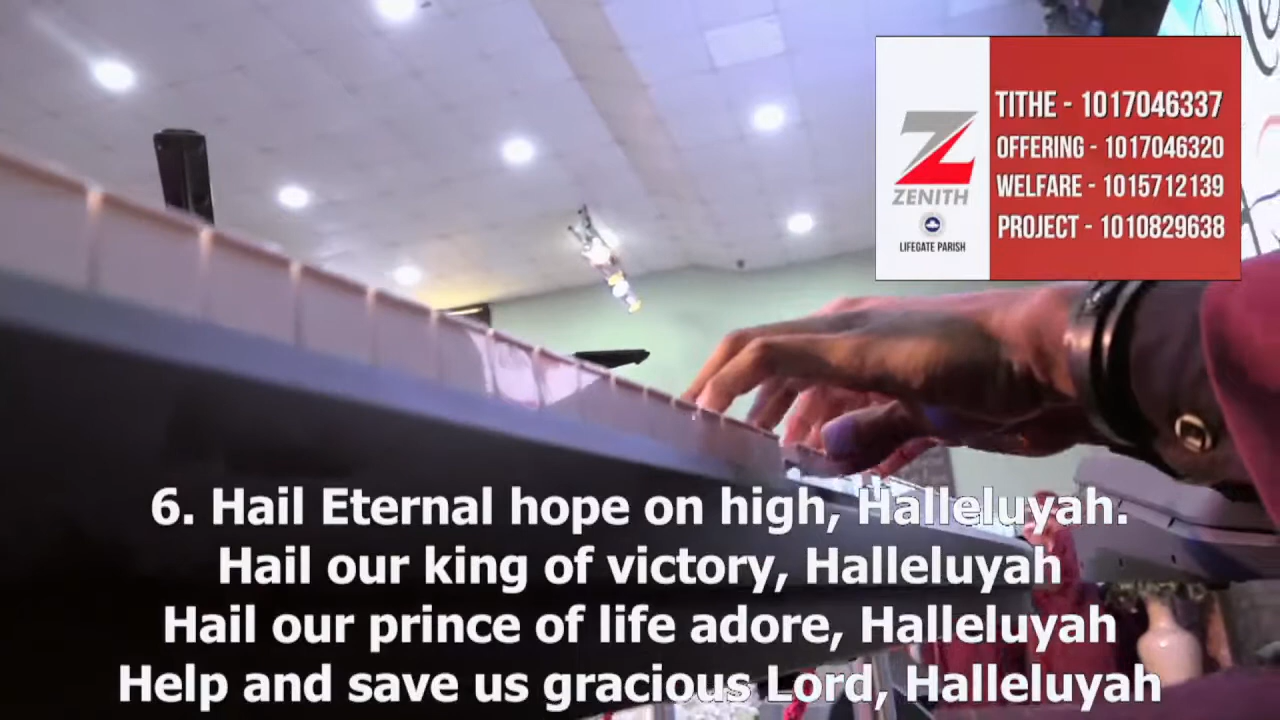 TITHE - 1017046337
OFFERING - 1017046320
WELFARE - 1015712139
PROJECT - 1010829638
ZENITH
LIFEGATE PARISH
6. Hail Eternal hope on high, Halleluyah.
Hail our king of victory, Halleluyah
Hail our prince of life adore, Halleluyah
Help and save us gracious Lord, Halleluyah